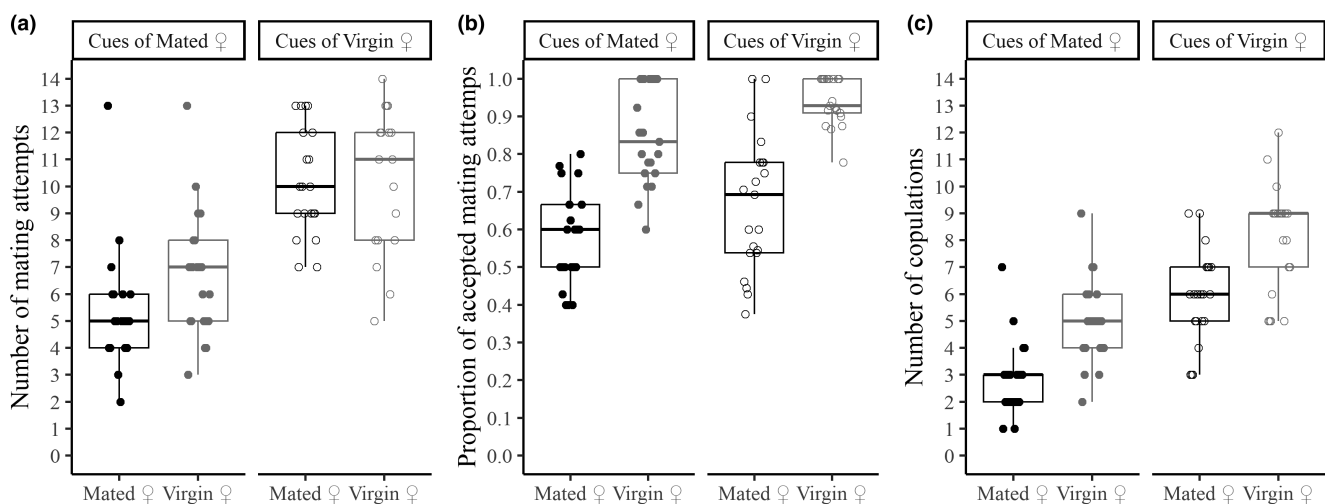 (a)
Cues of Mated ♀
Cues of Virgin ♀
Number of mating attempts
14
13
12
11
10
9
8
7
6
5
4
3
2
1
0
Mated ♀
Virgin ♀
Mated ♀
Virgin ♀
(b)
Cues of Mated ♀
Cues of Virgin ♀
Proportion of accepted mating attemps
1.0
0.9
0.8
0.7
0.6
0.5
0.4
0.3
0.2
0.1
0.0
Mated ♀
Virgin ♀
Mated ♀
Virgin ♀
(c)
Cues of Mated ♀
Cues of Virgin ♀
Number of copulations
14
13
12
11
10
9
8
7
6
5
4
3
2
1
0
Mated ♀
Virgin ♀
Mated ♀
Virgin ♀